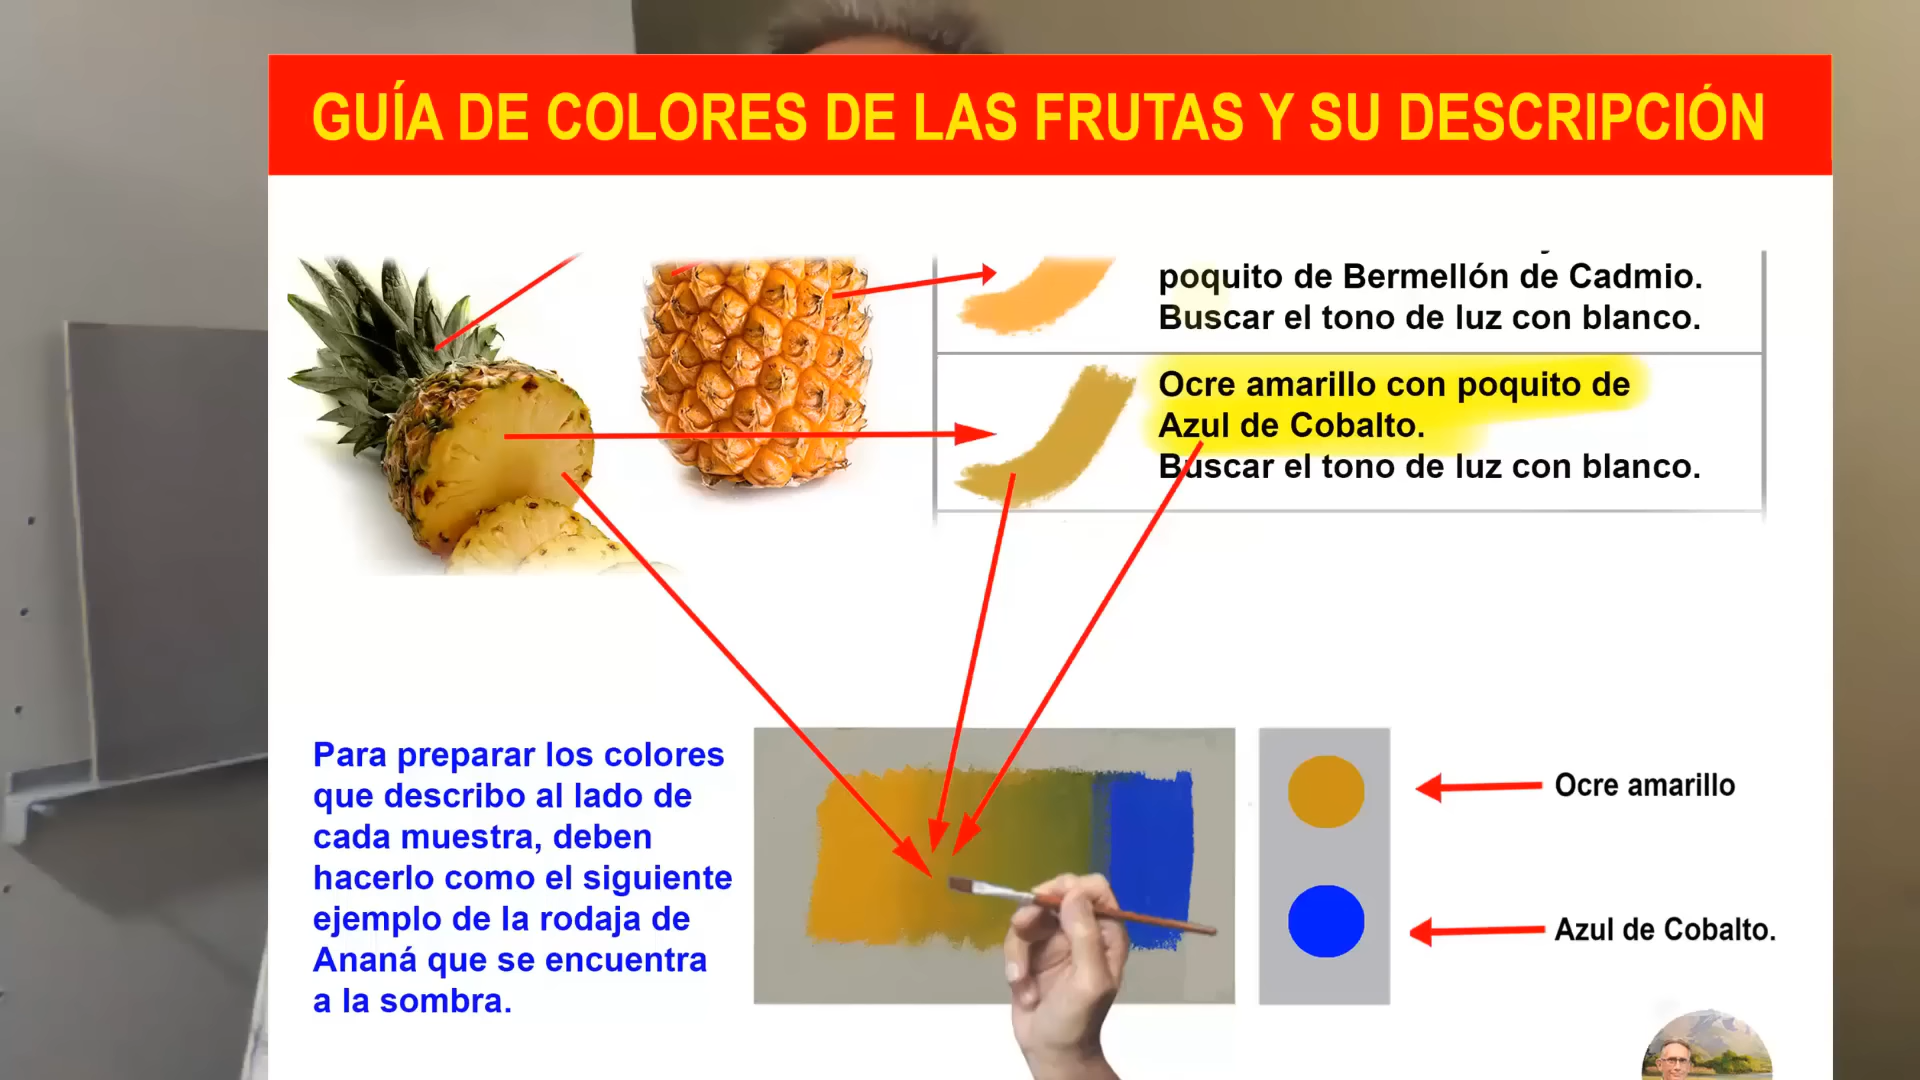 GUÍA DE COLORES DE LAS FRUTAS Y SU DESCRIPCIÓN
poquito de Bermellón de Cadmio.
Buscar el tono de luz con blanco.
Ocre amarillo con poquito de
Azul de Cobalto.
Buscar el tono de luz con blanco.
Para preparar los colores
que describo al lado de
cada muestra, deben
hacerlo como el siguiente
ejemplo de la rodaja de
Ananá que se encuentra
a la sombra.
Ocre amarillo
Azul de Cobalto.